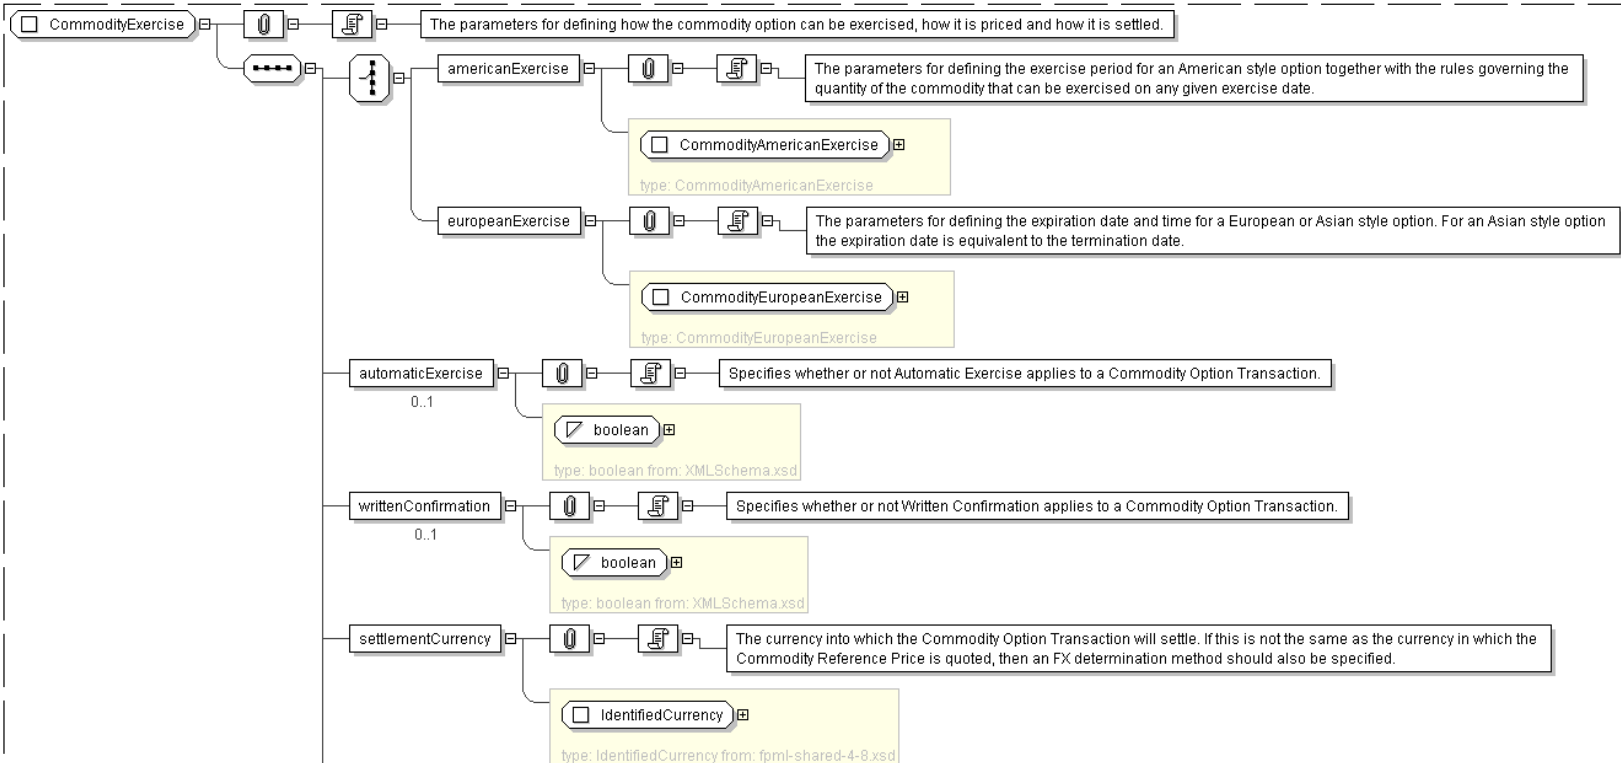 CommodityExercise
The parameters for defining how the commodity option can be exercised, how it is priced and how it is settled.
americanExercise
The parameters for defining the exercise period for an American style option together with the rules governing the
quantity of the commodity that can be exercised on any given exercise date.
CommodityAmericanExercise
type: CommodityAmericanExercise
europeanExercise
The parameters for defining the expiration date and time for a European or Asian style option. For an Asian style option
the expiration date is equivalent to the termination date.
CommodityEuropeanExercise
type: CommodityEuropeanExercise
automaticExercise
Specifies whether or not Automatic Exercise applies to a Commodity Option Transaction.
0..1
boolean
type: boolean from: XMLSchema.xsd
writtenConfirmation
Specifies whether or not Written Confirmation applies to a Commodity Option Transaction.
0..1
boolean
type: boolean from: XMLSchema.xsd
settlementCurrency
The currency into which the Commodity Option Transaction will settle. If this is not the same as the currency in which the
Commodity Reference Price is quoted, then an FX determination method should also be specified.
IdentifiedCurrency
type: IdentifiedCurrency from: fpml-shared-4-8.xsd